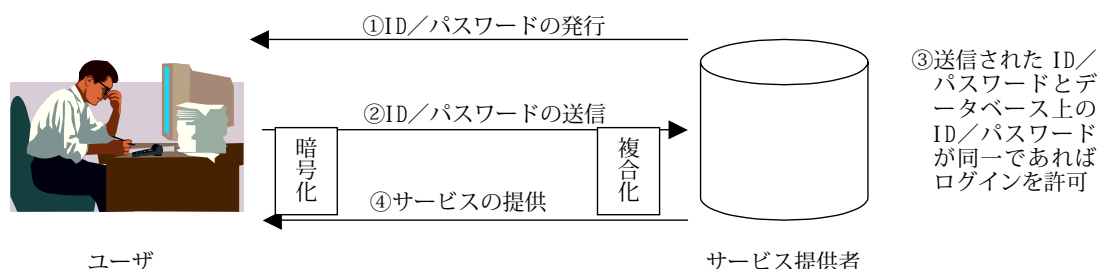 ①ID／パスワードの発行
③送信された ID／
パスワードとデ
ータベース上の
ID／パスワード
が同一であれば
ログインを許可
②ID／パスワードの送信
暗号化
複合化
④サービスの提供
ユーザ
サービス提供者